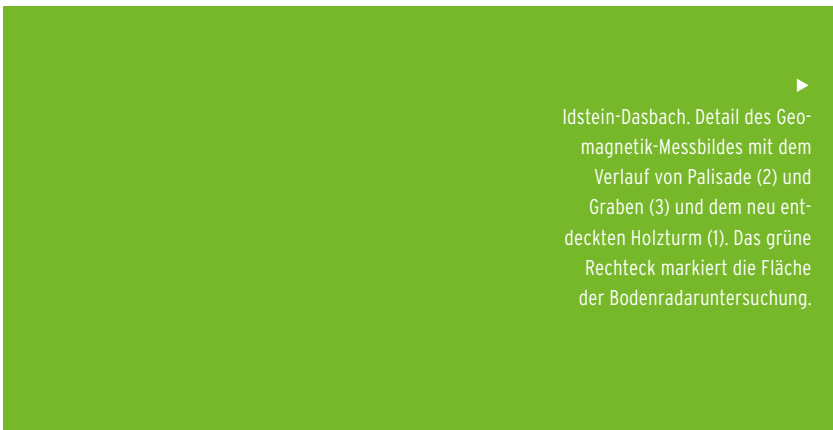 Idstein-Dasbach. Detail des Geo-
magnetik-Messbildes mit dem
Verlauf von Palisade (2) und
Graben (3) und dem neu ent-
deckten Holzturm (1). Das grüne
Rechteck markiert die Fläche
der Bodenradaruntersuchung.